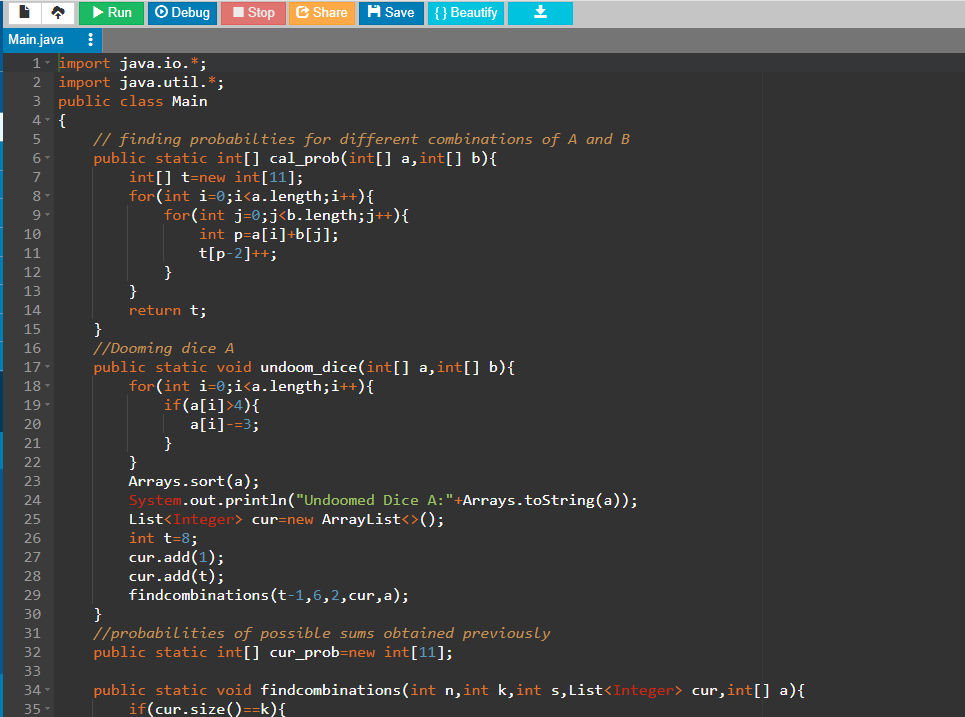 Run Debug Stop Share Save { } Beautify
Main.java
1 import java.io.*;
2 import java.util.*;
3 public class Main
4 {
5 // finding probabilties for different combinations of A and B
6 public static int[] cal_prob(int[] a,int[] b){
7 int[] t=new int[11];
8 for(int i=0;i<a.length;i++){
9 for(int j=0;j<b.length;j++){
10 int p=a[i]+b[j];
11 t[p-2]++;
12 }
13 }
14 return t;
15 }
16 //Dooming dice A
17 public static void undoom_dice(int[] a,int[] b){
18 for(int i=0;i<a.length;i++){
19 if(a[i]>4){
20 a[i]-=3;
21 }
22 }
23 Arrays.sort(a);
24 System.out.println("Undoomed Dice A:"+Arrays.toString(a));
25 List<Integer> cur=new ArrayList<>();
26 int t=8;
27 cur.add(1);
28 cur.add(t);
29 findcombinations(t-1,6,2,cur,a);
30 }
31 //probabilities of possible sums obtained previously
32 public static int[] cur_prob=new int[11];
33
34 public static void findcombinations(int n,int k,int s,List<Integer> cur,int[] a){
35 if(cur.size()==k){